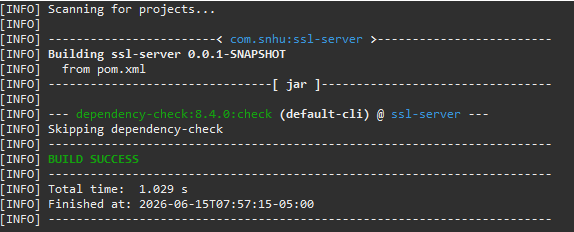 [INFO] Scanning for projects...
[INFO]
[INFO] ------------------------< com.snhu:ssl-server >-------------------------
[INFO] Building ssl-server 0.0.1-SNAPSHOT
[INFO]   from pom.xml
[INFO] --------------------------------[ jar ]---------------------------------
[INFO]
[INFO] --- dependency-check:8.4.0:check (default-cli) @ ssl-server ---
[INFO] Skipping dependency-check
[INFO] ------------------------------------------------------------------------
[INFO] BUILD SUCCESS
[INFO] ------------------------------------------------------------------------
[INFO] Total time:  1.029 s
[INFO] Finished at: 2026-06-15T07:57:15-05:00
[INFO] ------------------------------------------------------------------------